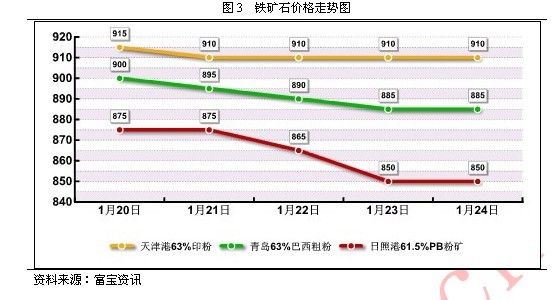 图3 铁矿石价格走势图
920
910
900
890
880
870
860
850
840
915 910 910 910 910
900 895 890 885 885
875 875 865 850 850
1月20日 1月21日 1月22日 1月23日 1月24日
天津港63%印粉 青岛63%巴西粗粉 日照港61.5%PB粉矿
资料来源：富宝资讯